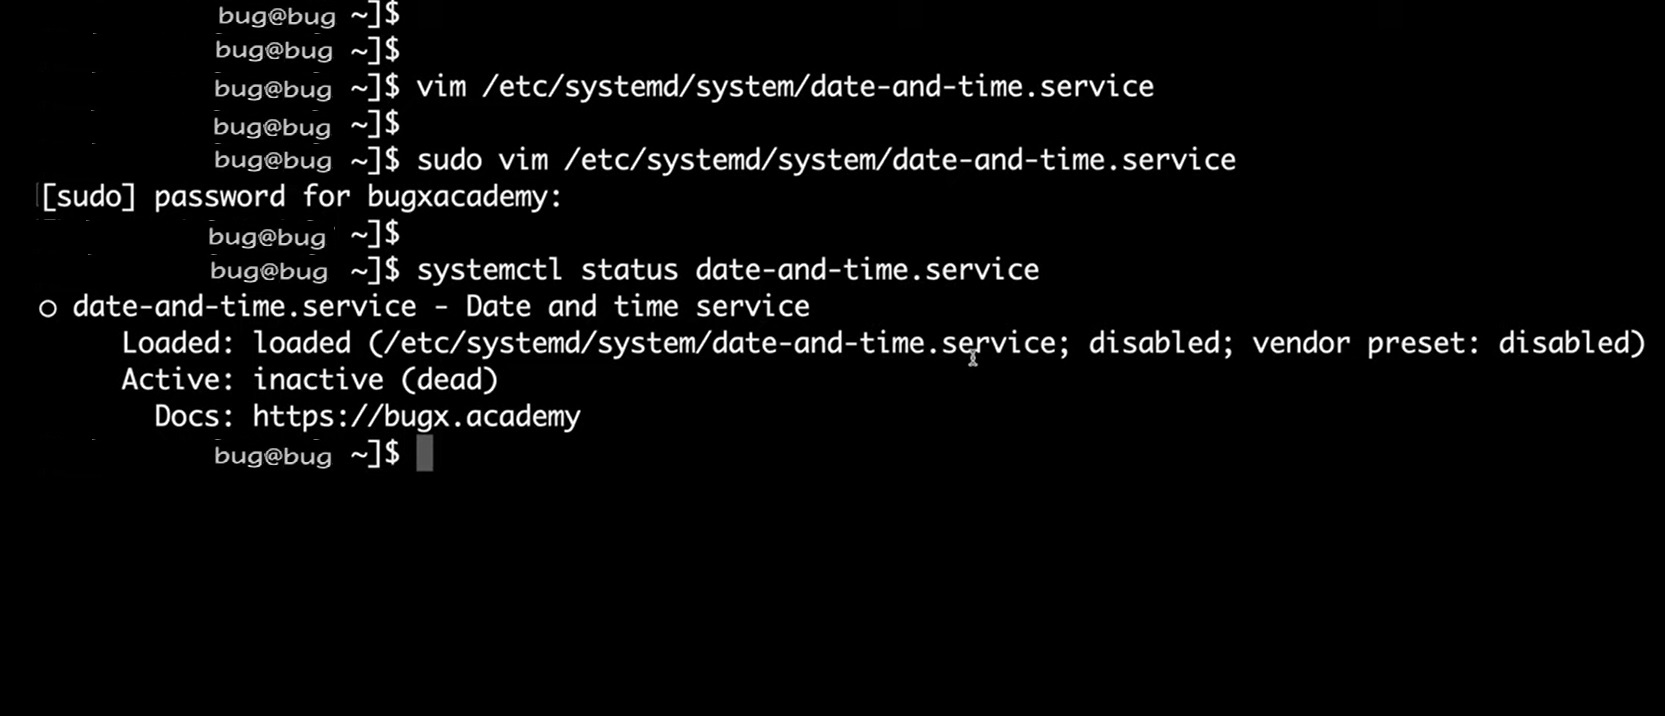 bug@bug ~]$
bug@bug ~]$
bug@bug ~]$ vim /etc/systemd/system/date-and-time.service
bug@bug ~]$
bug@bug ~]$ sudo vim /etc/systemd/system/date-and-time.service
[sudo] password for bugxacademy:
bug@bug ~]$
bug@bug ~]$ systemctl status date-and-time.service
○ date-and-time.service - Date and time service
Loaded: loaded (/etc/systemd/system/date-and-time.service; disabled; vendor preset: disabled)
Active: inactive (dead)
Docs: https://bugx.academy
bug@bug ~]$